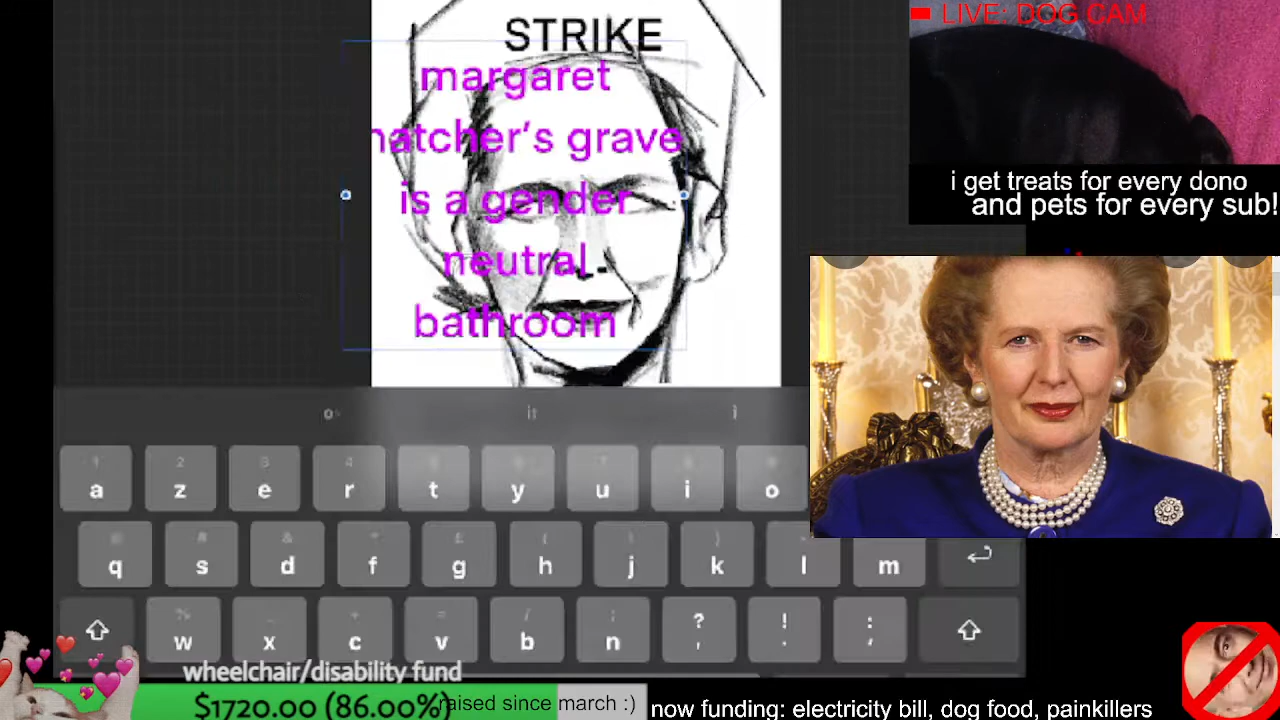 STRIKE
margaret
hatcher's grave
is a gender
neutral
bathroom
LIVE: DOG CAM
i get treats for every dono
and pets for every sub!
a z e r t y u i o
q s d f g h j k l m
w x c v b n ? , ! . : ,
wheelchair/disability fund
$1720.00 (86.00%)
raised since march :)
now funding: electricity bill, dog food, painkillers